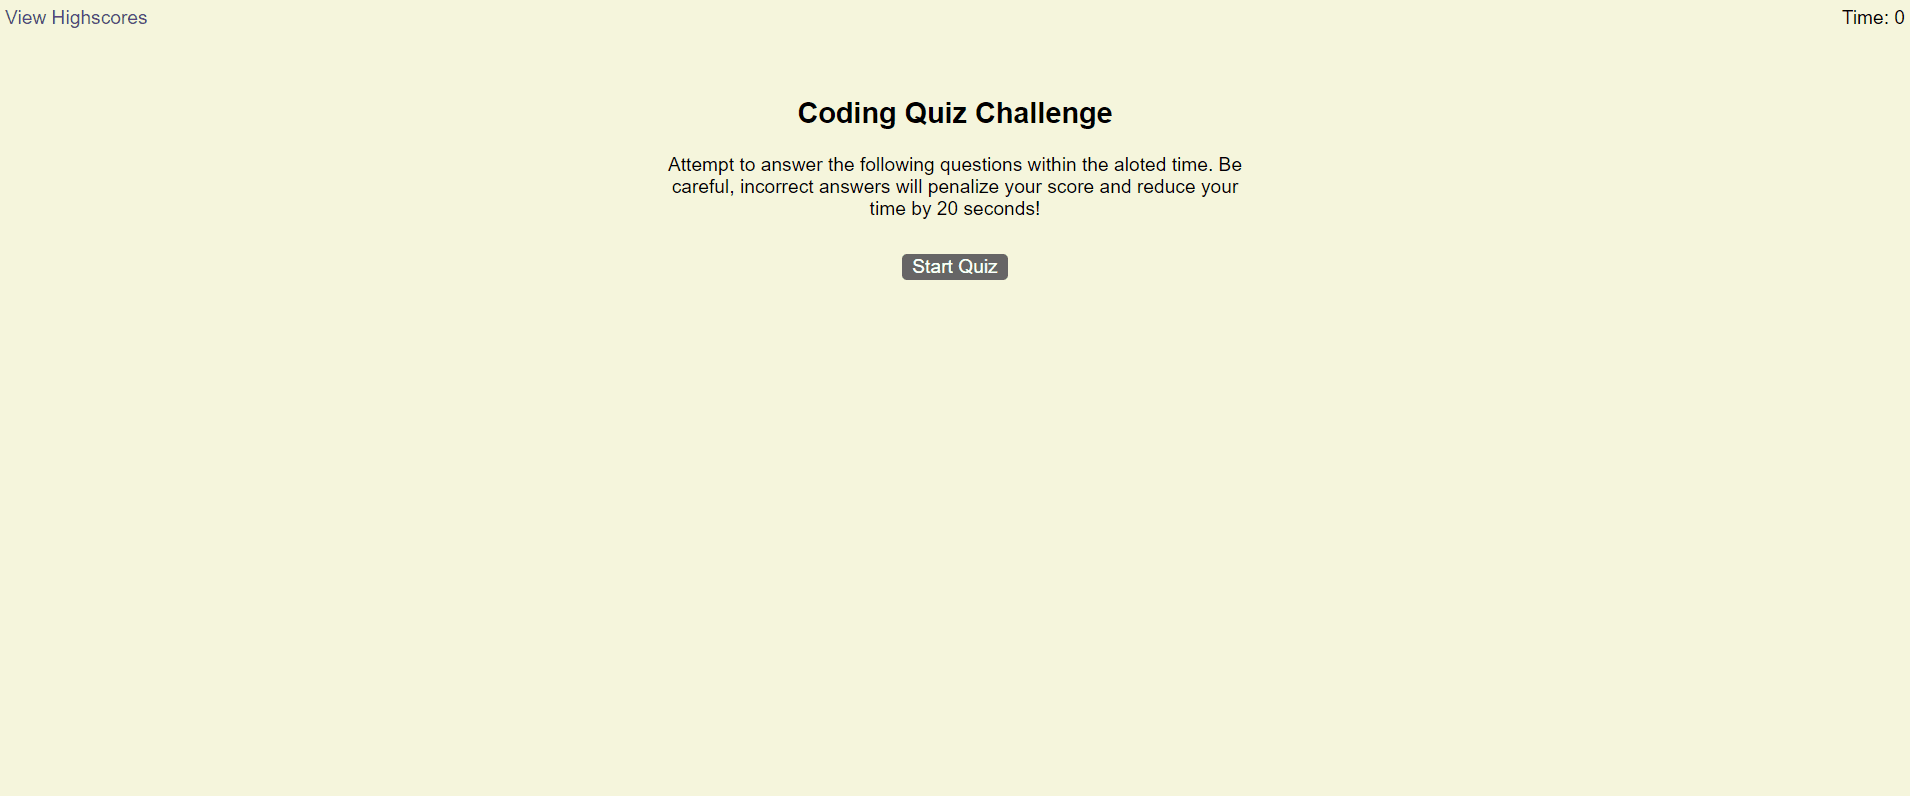 View Highscores
Time: 0
Coding Quiz Challenge
Attempt to answer the following questions within the aloted time. Be
careful, incorrect answers will penalize your score and reduce your
time by 20 seconds!
Start Quiz